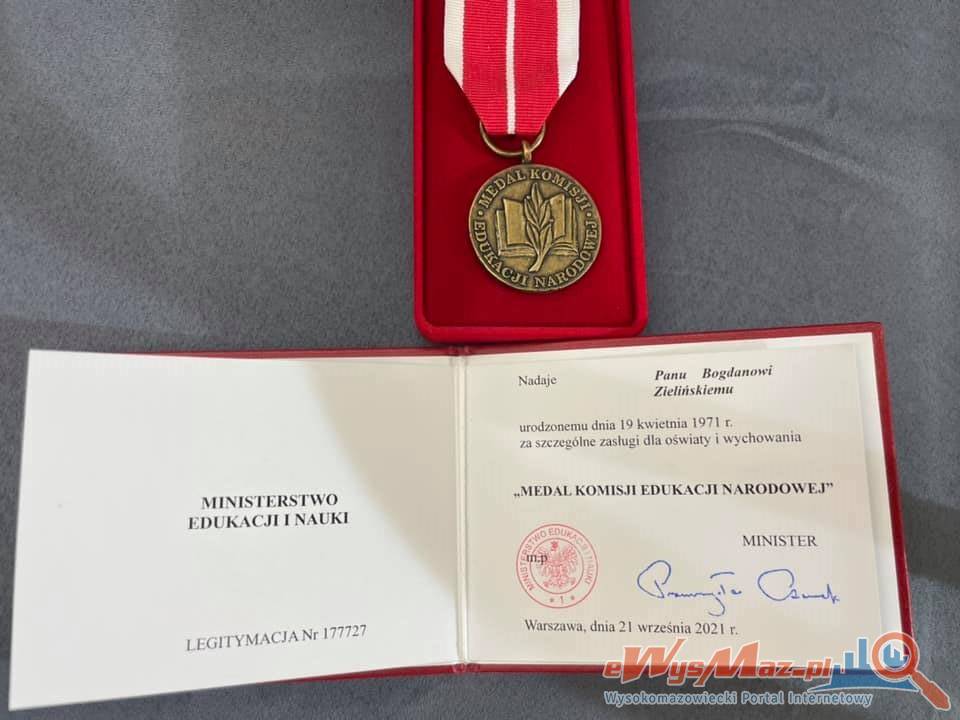 MEDAL KOMISJI
EDUKACJI NARODOWEJ
MINISTERSTWO
EDUKACJI I NAUKI
LEGITYMACJA Nr 177727
Nadaje Panu Bogdanowi
Zielińskiemu
urodzonemu dnia 19 kwietnia 1971 r.
za szczególne zasługi dla oświaty i wychowania
„MEDAL KOMISJI EDUKACJI NARODOWEJ”
MINISTER
MINISTERSTWO EDUKACJI I NAUKI
* 1 *
m.p
Warszawa, dnia 21 września 2021 r.
eWysMaz.pl
Wysokomazowiecki Portal Internetowy